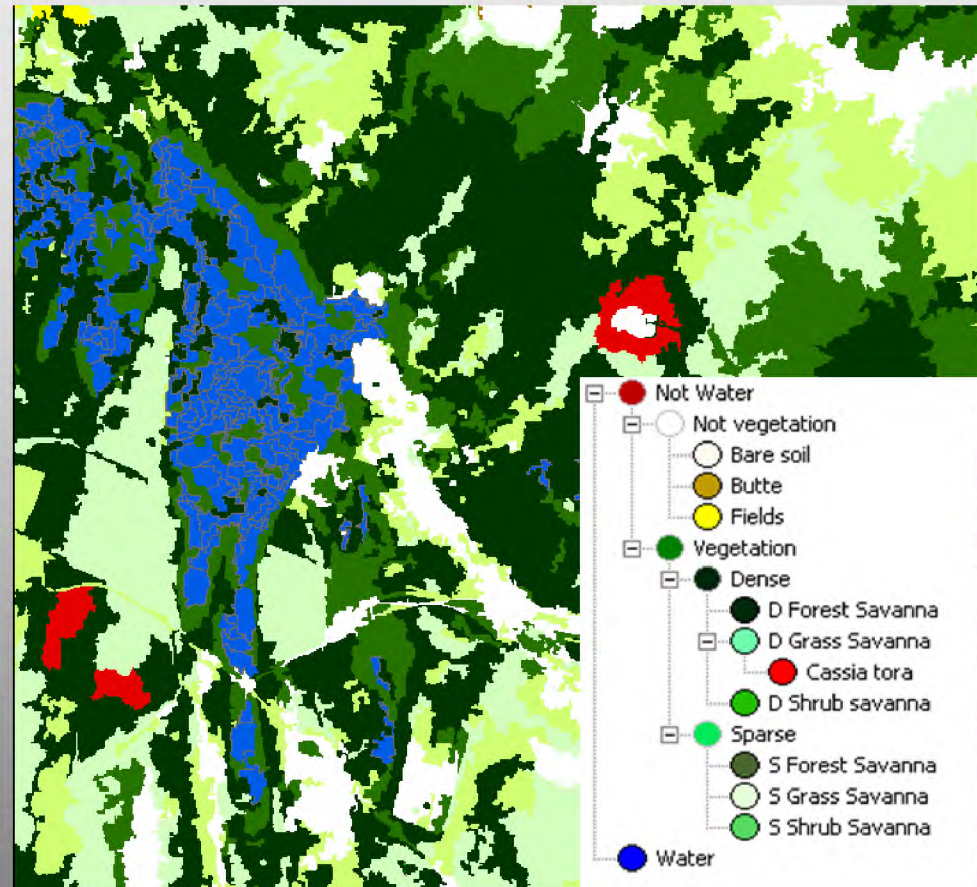 Not Water
Not vegetation
Bare soil
Butte
Fields
Vegetation
Dense
D Forest Savanna
D Grass Savanna
Cassia tora
D Shrub savanna
Sparse
S Forest Savanna
S Grass Savanna
S Shrub Savanna
Water